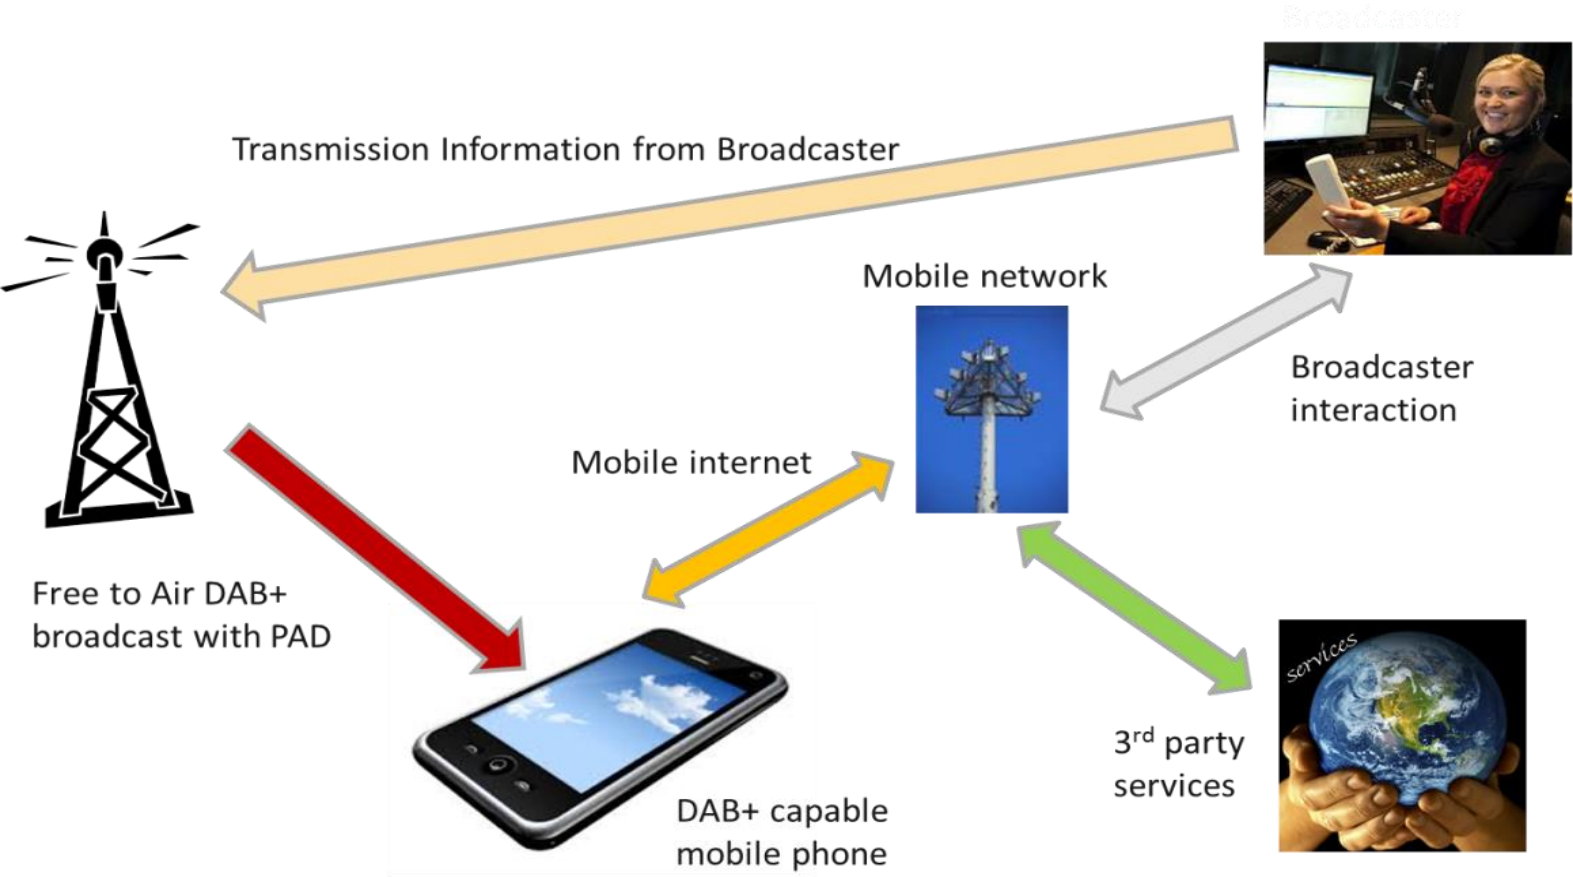 Broadcaster
Transmission Information from Broadcaster
Mobile network
Broadcaster
interaction
Mobile internet
Free to Air DAB+
broadcast with PAD
services
3rd party
services
DAB+ capable
mobile phone